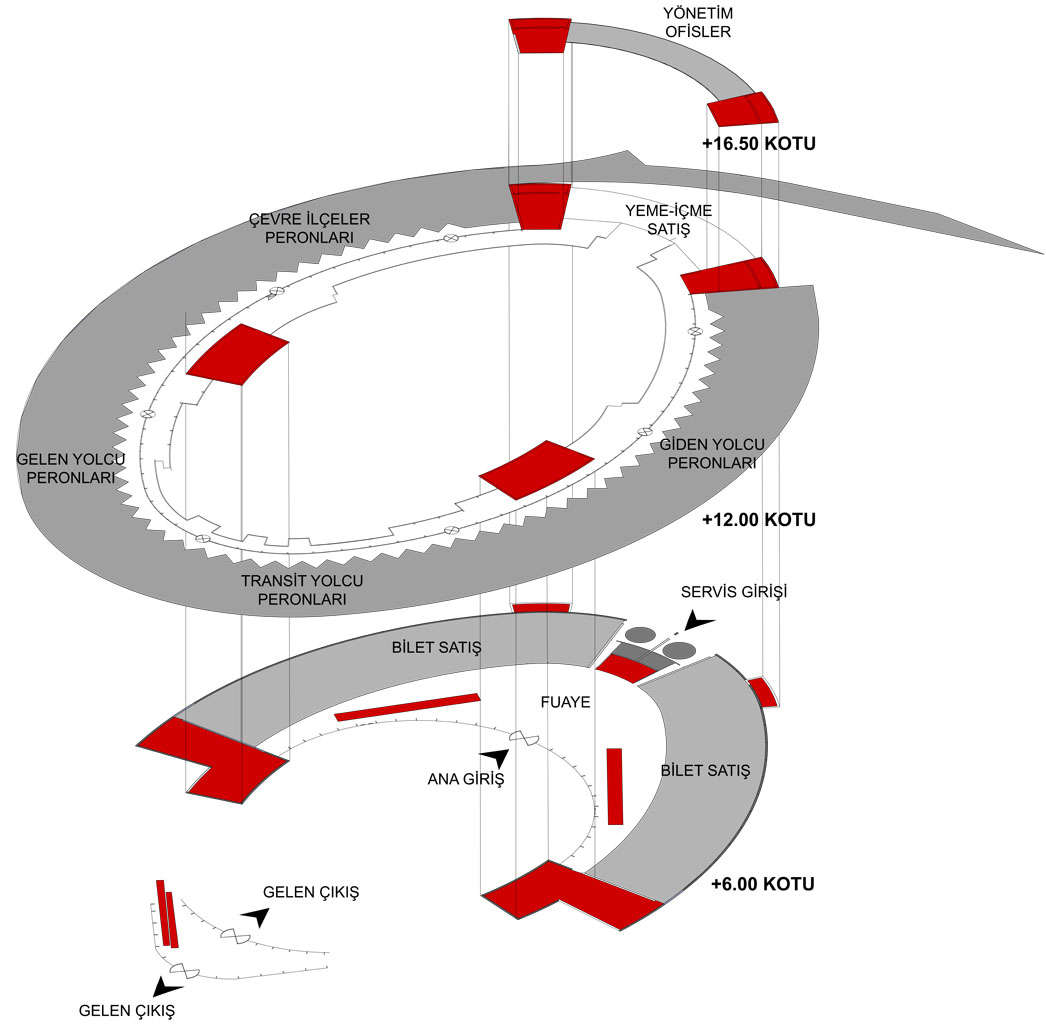 YÖNETİM
OFİSLER
+16.50 KOTU
ÇEVRE İLÇELER
PERONLARI
YEME-İÇME
SATIŞ
GELEN YOLCU
PERONLARI
GİDEN YOLCU
PERONLARI
+12.00 KOTU
TRANSİT YOLCU
PERONLARI
SERVİS GİRİŞİ
BİLET SATIŞ
FUAYE
ANA GİRİŞ
BİLET SATIŞ
+6.00 KOTU
GELEN ÇIKIŞ
GELEN ÇIKIŞ